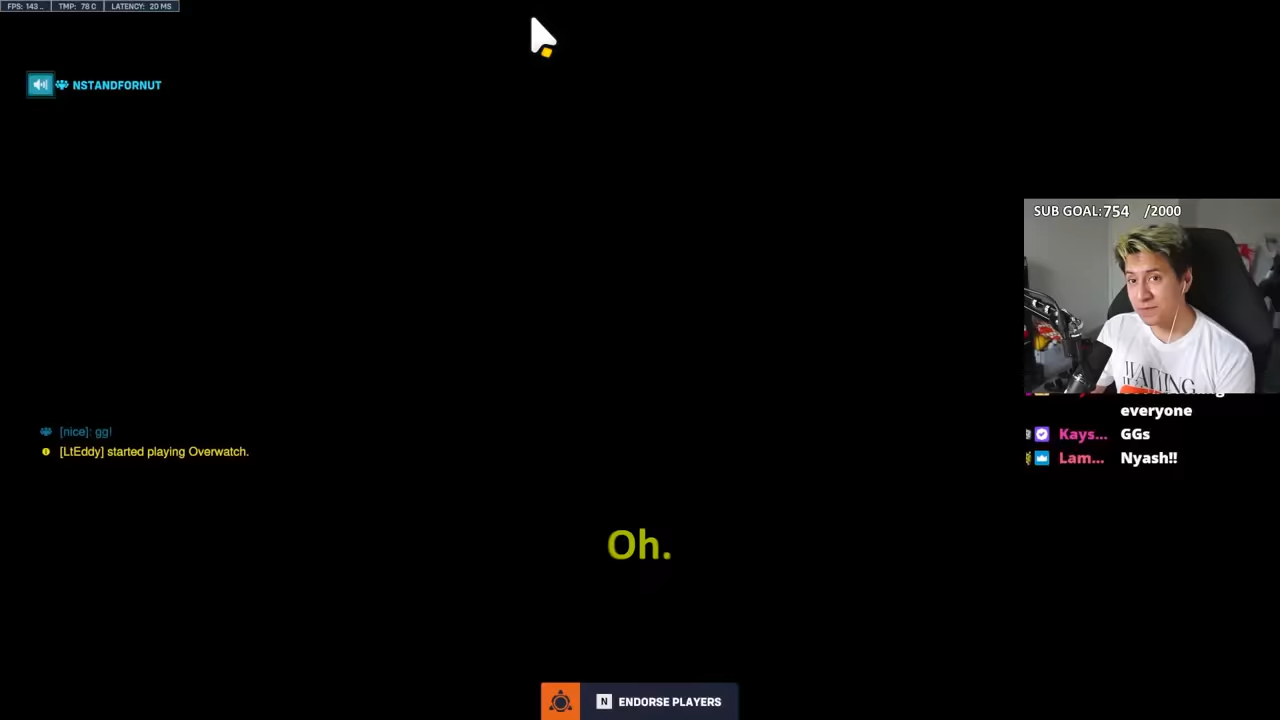 FPS: 143 ..
TMP: 78 C
LATENCY: 20 MS
NSTANDFORNUT
SUB GOAL:754 /2000
WAITING
everyone
[nice]: gg!
Kays... GGs
[LtEddy] started playing Overwatch.
Lam... Nyash!!
Oh.
N ENDORSE PLAYERS